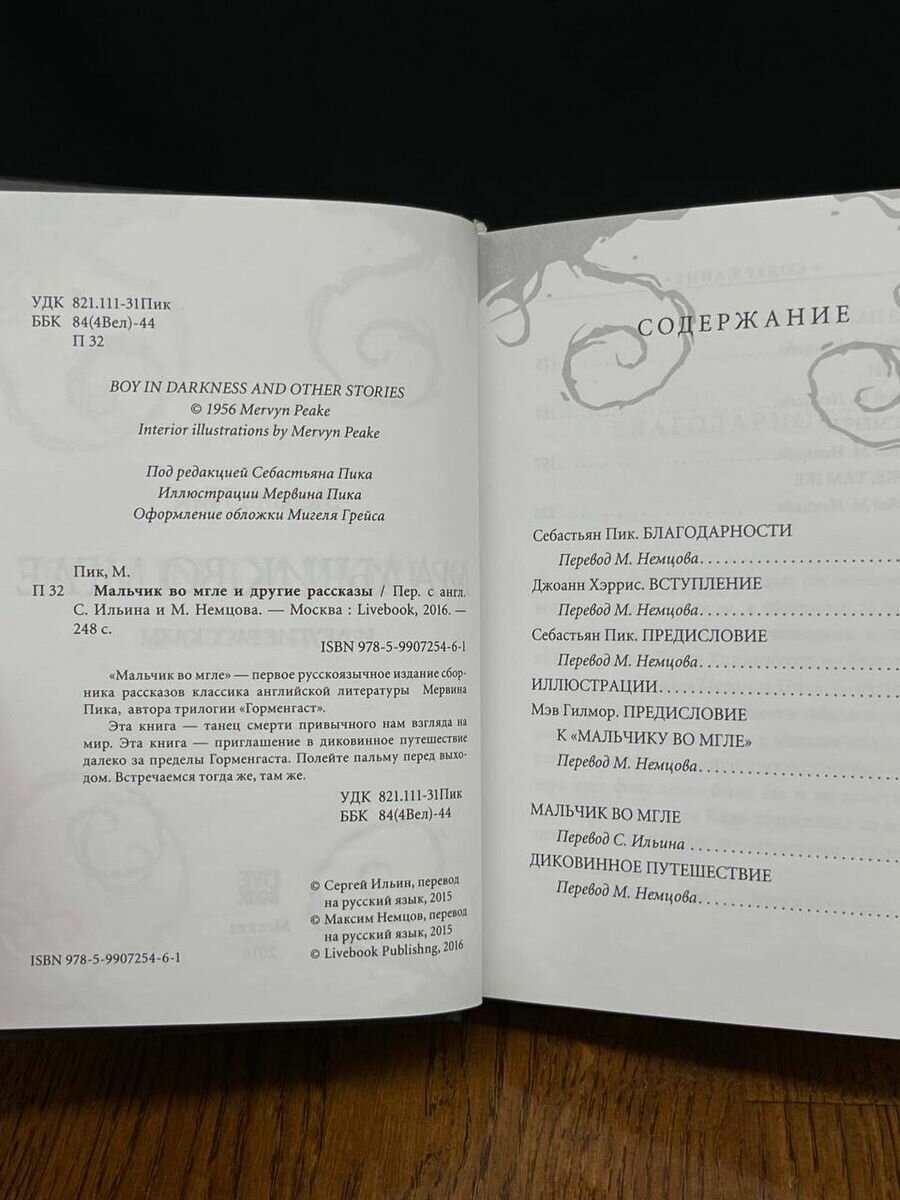 УДК 821.111-31Пик
ББК 84(4Вел)-44
П 32
BOY IN DARKNESS AND OTHER STORIES
© 1956 Mervyn Peake
Interior illustrations by Mervyn Peake
Под редакцией Себастьяна Пика
Иллюстрации Мервина Пика
Оформление обложки Мигеля Грейса
Пик, М.
П 32 Мальчик во мгле и другие рассказы / Пер. с англ.
С. Ильина и М. Немцова. — Москва : Livebook, 2016. —
248 с.
ISBN 978-5-9907254-6-1
«Мальчик во мгле» — первое русскоязычное издание сбор-
ника рассказов классика английской литературы Мервина
Пика, автора трилогии «Горменгаст».
Эта книга — танец смерти привычного нам взгляда на
мир. Эта книга — приглашение в диковинное путешествие
далеко за пределы Горменгаста. Полейте пальму перед выхо-
дом. Встречаемся тогда же, там же.
УДК 821.111-31Пик
ББК 84(4Вел)-44
© Сергей Ильин, перевод
на русский язык, 2015
© Максим Немцов, перевод
на русский язык, 2015
© Livebook Publishng, 2016
ISBN 978-5-9907254-6-1
СОДЕРЖАНИЕ
Себастьян Пик. БЛАГОДАРНОСТИ
Перевод М. Немцова
Джоанн Хэррис. ВСТУПЛЕНИЕ
Перевод М. Немцова
Себастьян Пик. ПРЕДИСЛОВИЕ
Перевод М. Немцова
ИЛЛЮСТРАЦИИ
Мэв Гилмор. ПРЕДИСЛОВИЕ
К «МАЛЬЧИКУ ВО МГЛЕ»
Перевод М. Немцова
МАЛЬЧИК ВО МГЛЕ
Перевод С. Ильина
ДИКОВИННОЕ ПУТЕШЕСТВИЕ
Перевод М. Немцова